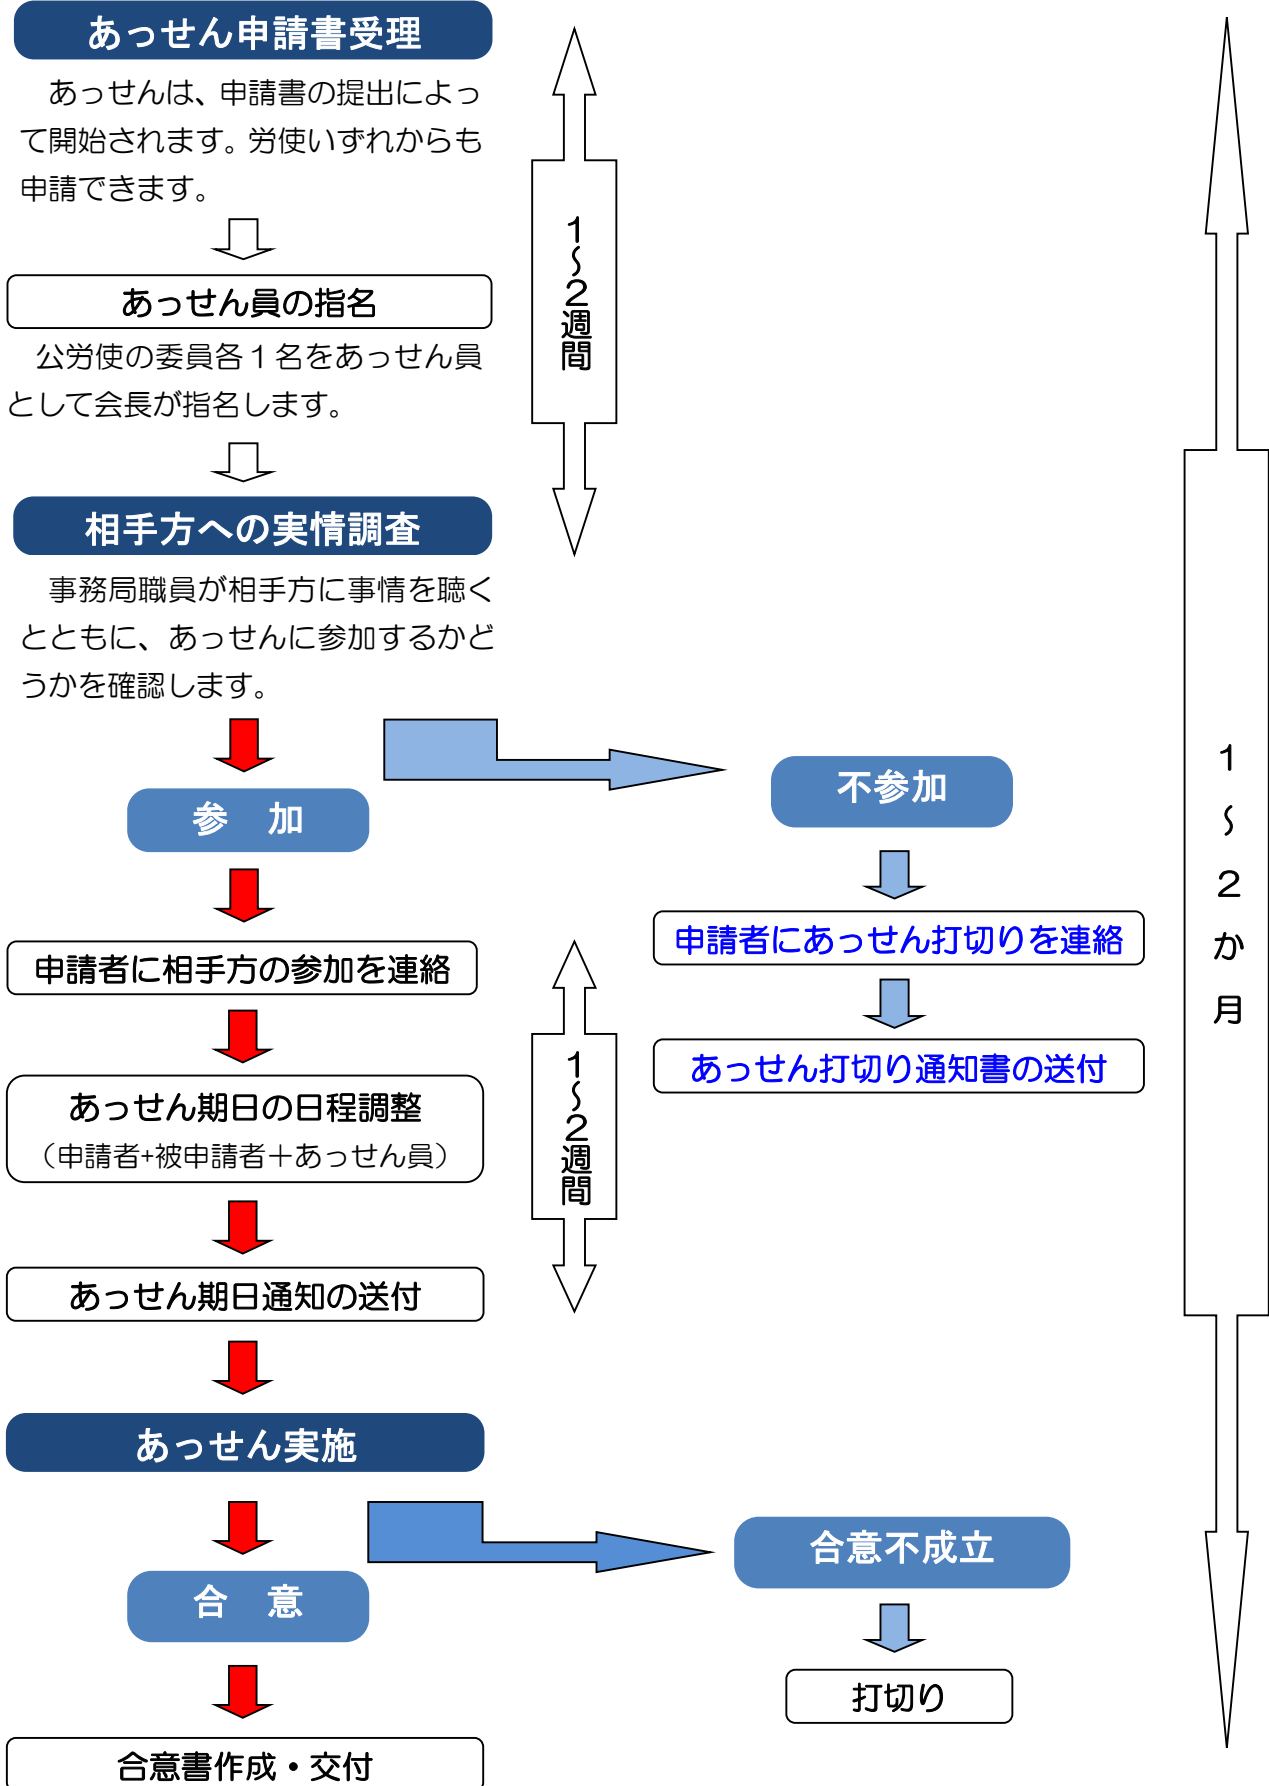 あっせん申請書受理
あっせんは、申請書の提出によっ
て開始されます。労使いずれからも
申請できます。
あっせん員の指名
公労使の委員各１名をあっせん員
として会長が指名します。
1～2週間
相手方への実情調査
事務局職員が相手方に事情を聴く
とともに、あっせんに参加するかど
うかを確認します。
参　加
不参加
申請者にあっせん打切りを連絡
あっせん打切り通知書の送付
申請者に相手方の参加を連絡
あっせん期日の日程調整
（申請者+被申請者＋あっせん員）
あっせん期日通知の送付
1～2週間
1～2か月
あっせん実施
合　意
合意不成立
打切り
合意書作成・交付